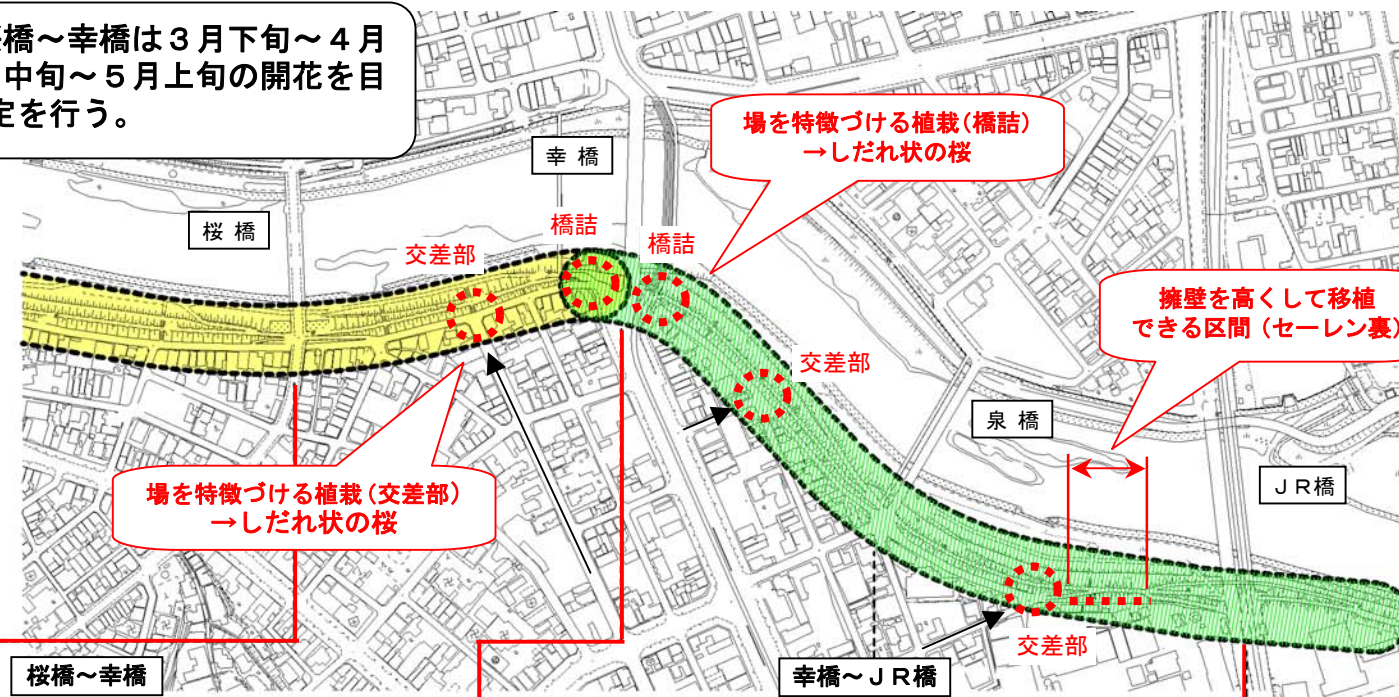 橋～幸橋は３月下旬～４月
中旬～５月上旬の開花を目
定を行う。
場を特徴づける植栽（橋詰）
→しだれ状の桜
幸 橋
桜 橋
橋詰
橋詰
交差部
擁壁を高くして移植
できる区間（セーレン裏）
交差部
泉 橋
ＪＲ橋
場を特徴づける植栽（交差部）
→しだれ状の桜
交差部
桜橋～幸橋
幸橋～ＪＲ橋